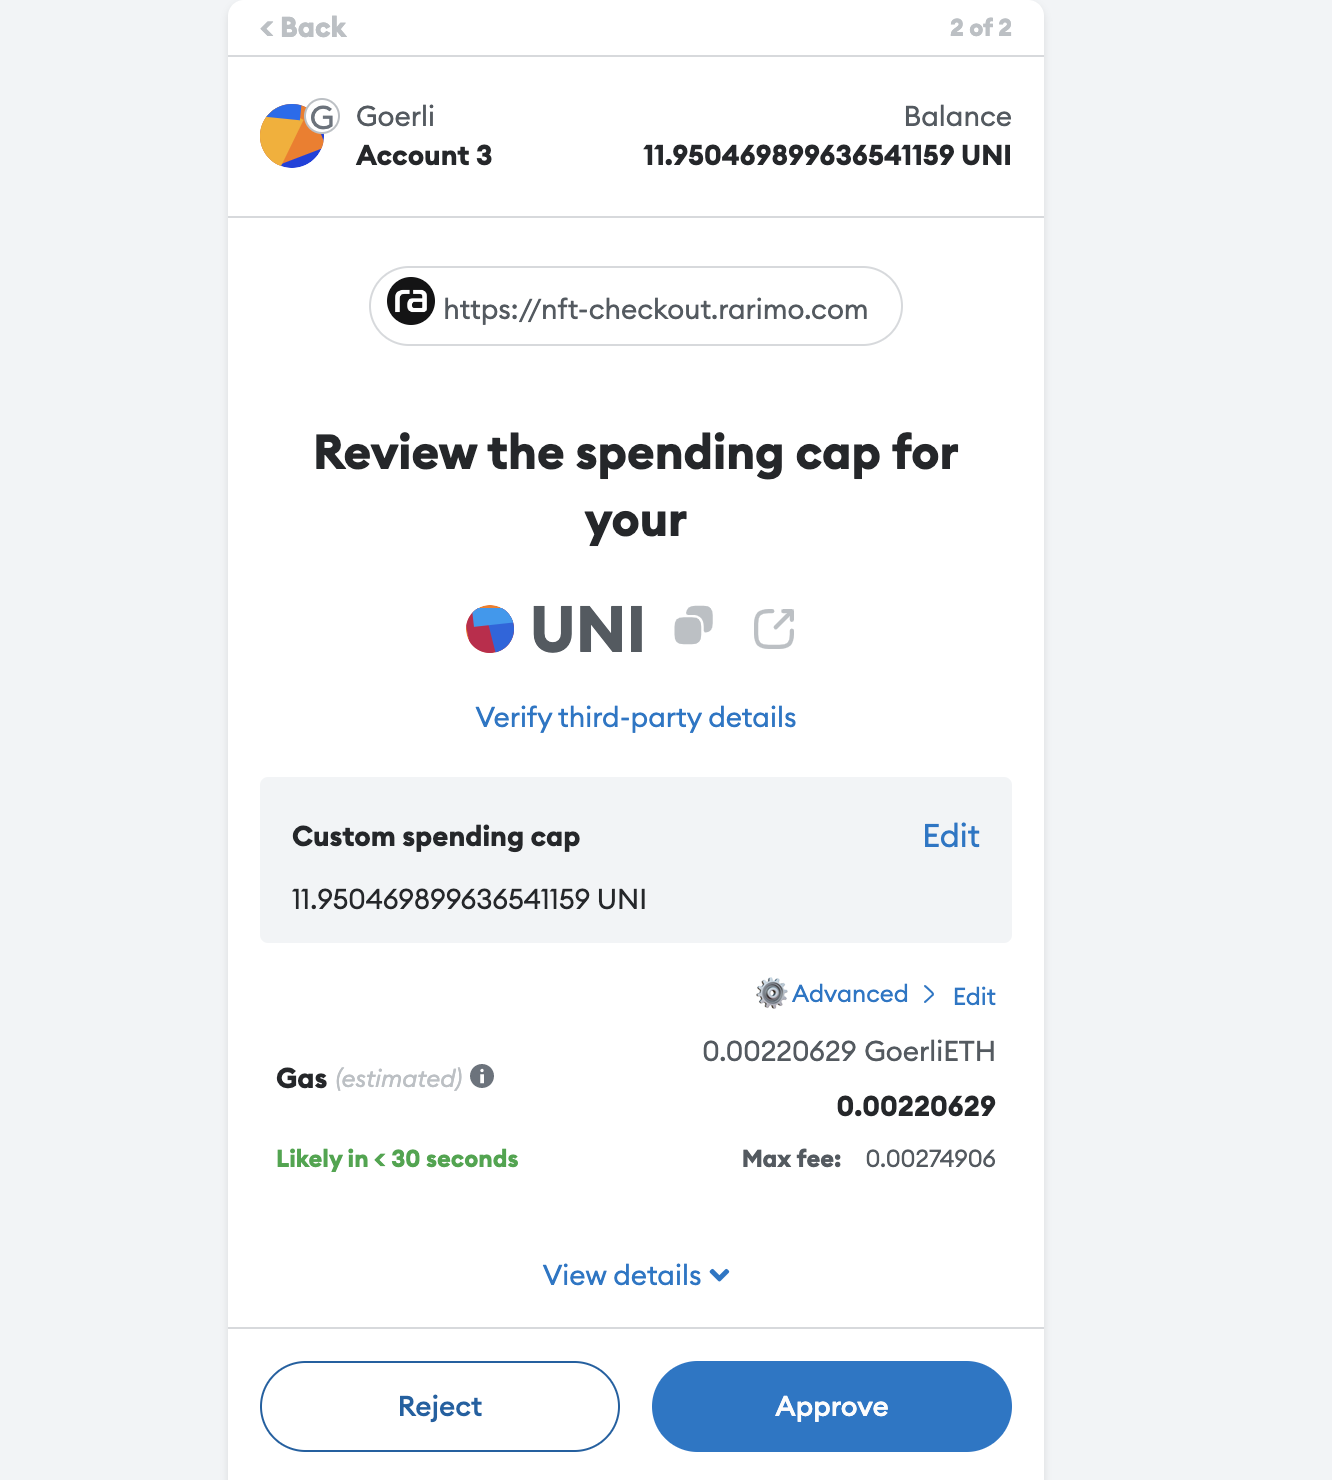 < Back
2 of 2
G
Goerli
Balance
Account 3
11.950469899636541159 UNI
ra
https://nft-checkout.rarimo.com
Review the spending cap for
your
UNI
Verify third-party details
Custom spending cap
Edit
11.950469899636541159 UNI
Advanced >
Edit
0.00220629 GoerliETH
Gas (estimated) i
0.00220629
Likely in < 30 seconds
Max fee: 0.00274906
View details
Reject
Approve